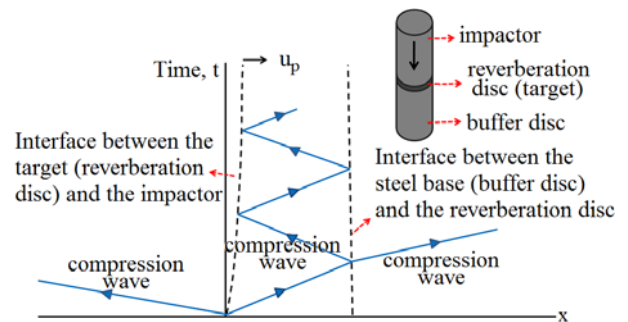 impactor
reverberation
disc (target)
buffer disc
Time, t
uₚ
Interface between the
target (reverberation
disc) and the impactor
Interface between the
steel base (buffer disc)
and the reverberation disc
compression
wave
compression
wave
compression
wave
x